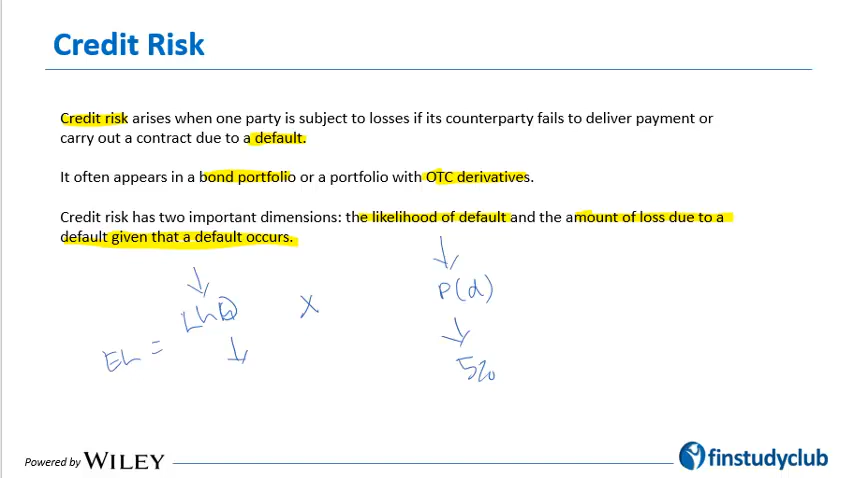 Credit Risk
Credit risk arises when one party is subject to losses if its counterparty fails to deliver payment or
carry out a contract due to a default.
It often appears in a bond portfolio or a portfolio with OTC derivatives.
Credit risk has two important dimensions: the likelihood of default and the amount of loss due to a
default given that a default occurs.
EL = LhD X P(d)
5%
Powered by WILEY
finstudyclub